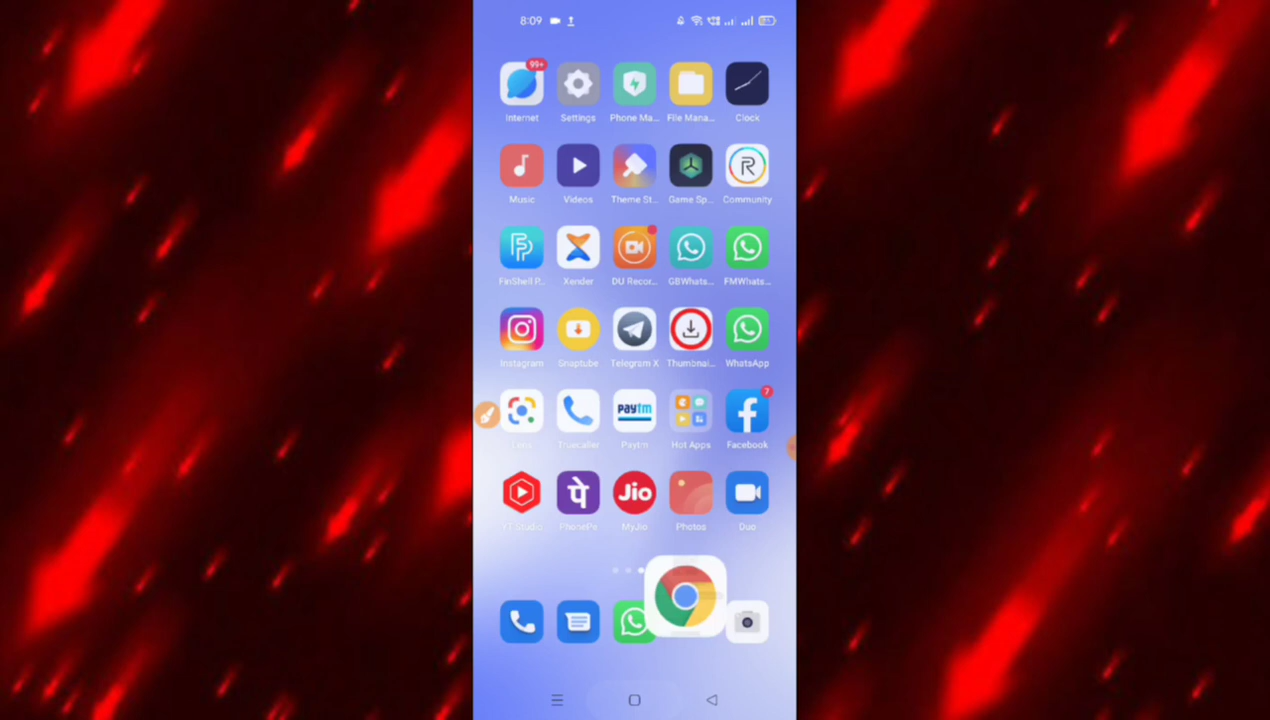 8:09
99+
Internet Settings Phone Ma... File Mana... Clock
Music Videos Theme St... Game Sp... Community
FinShell P... Xender DU Recor... GBWhats... FMWhats...
Instagram Snaptube Telegram X Thumbnai... WhatsApp
paytm
7
Lens Truecaller Paytm Hot Apps Facebook
पे Jio
YT Studio PhonePe MyJio Photos Duo